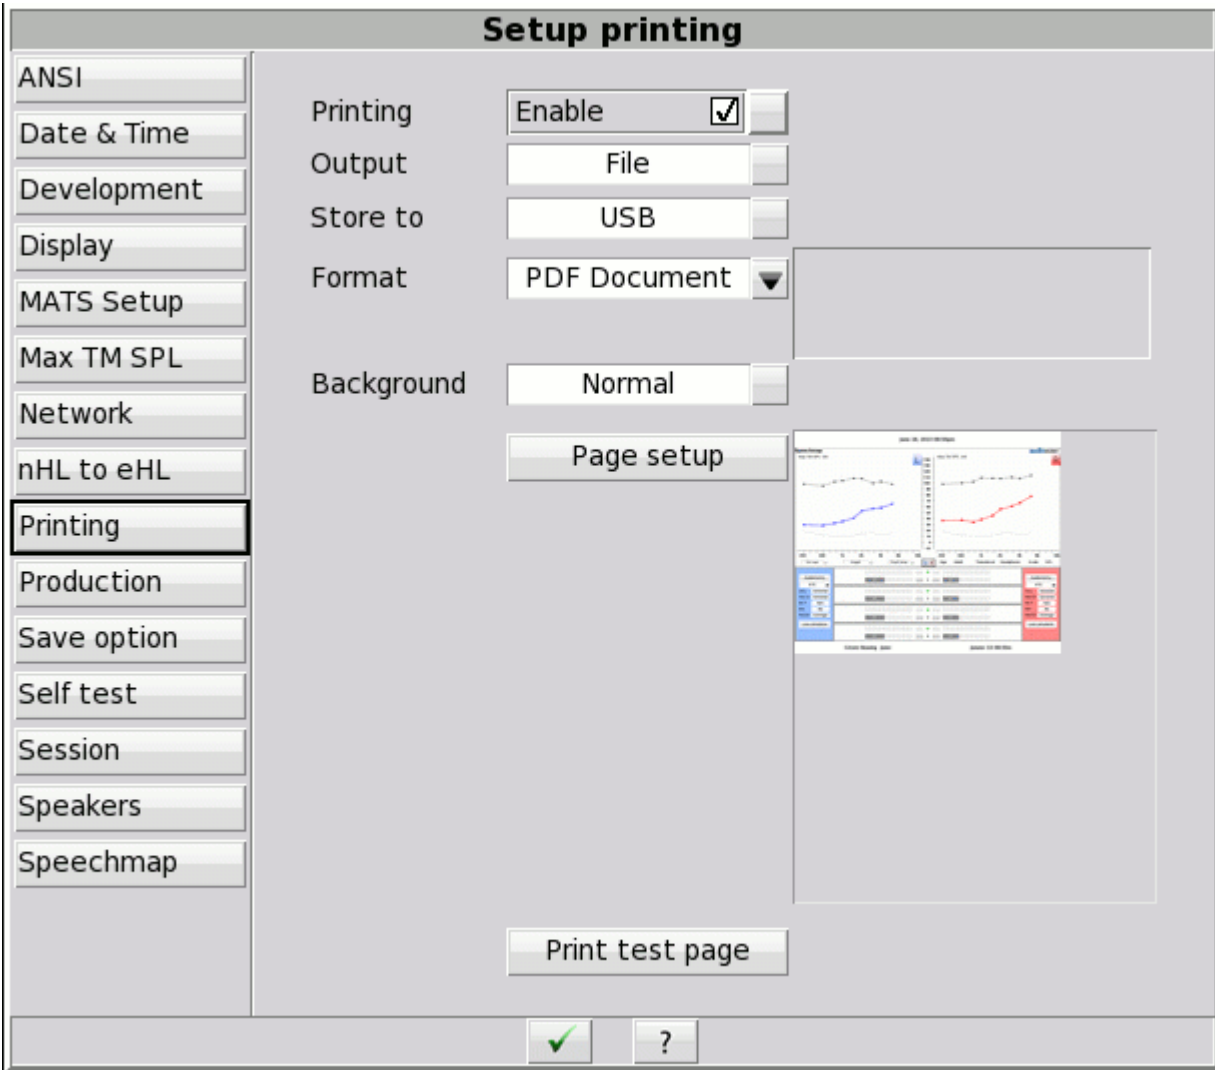 Setup printing
ANSI
Date & Time
Development
Display
MATS Setup
Max TM SPL
Network
nHL to eHL
Printing
Production
Save option
Self test
Session
Speakers
Speechmap
Printing Enable
Output File
Store to USB
Format PDF Document
Background Normal
Page setup
Print test page
?